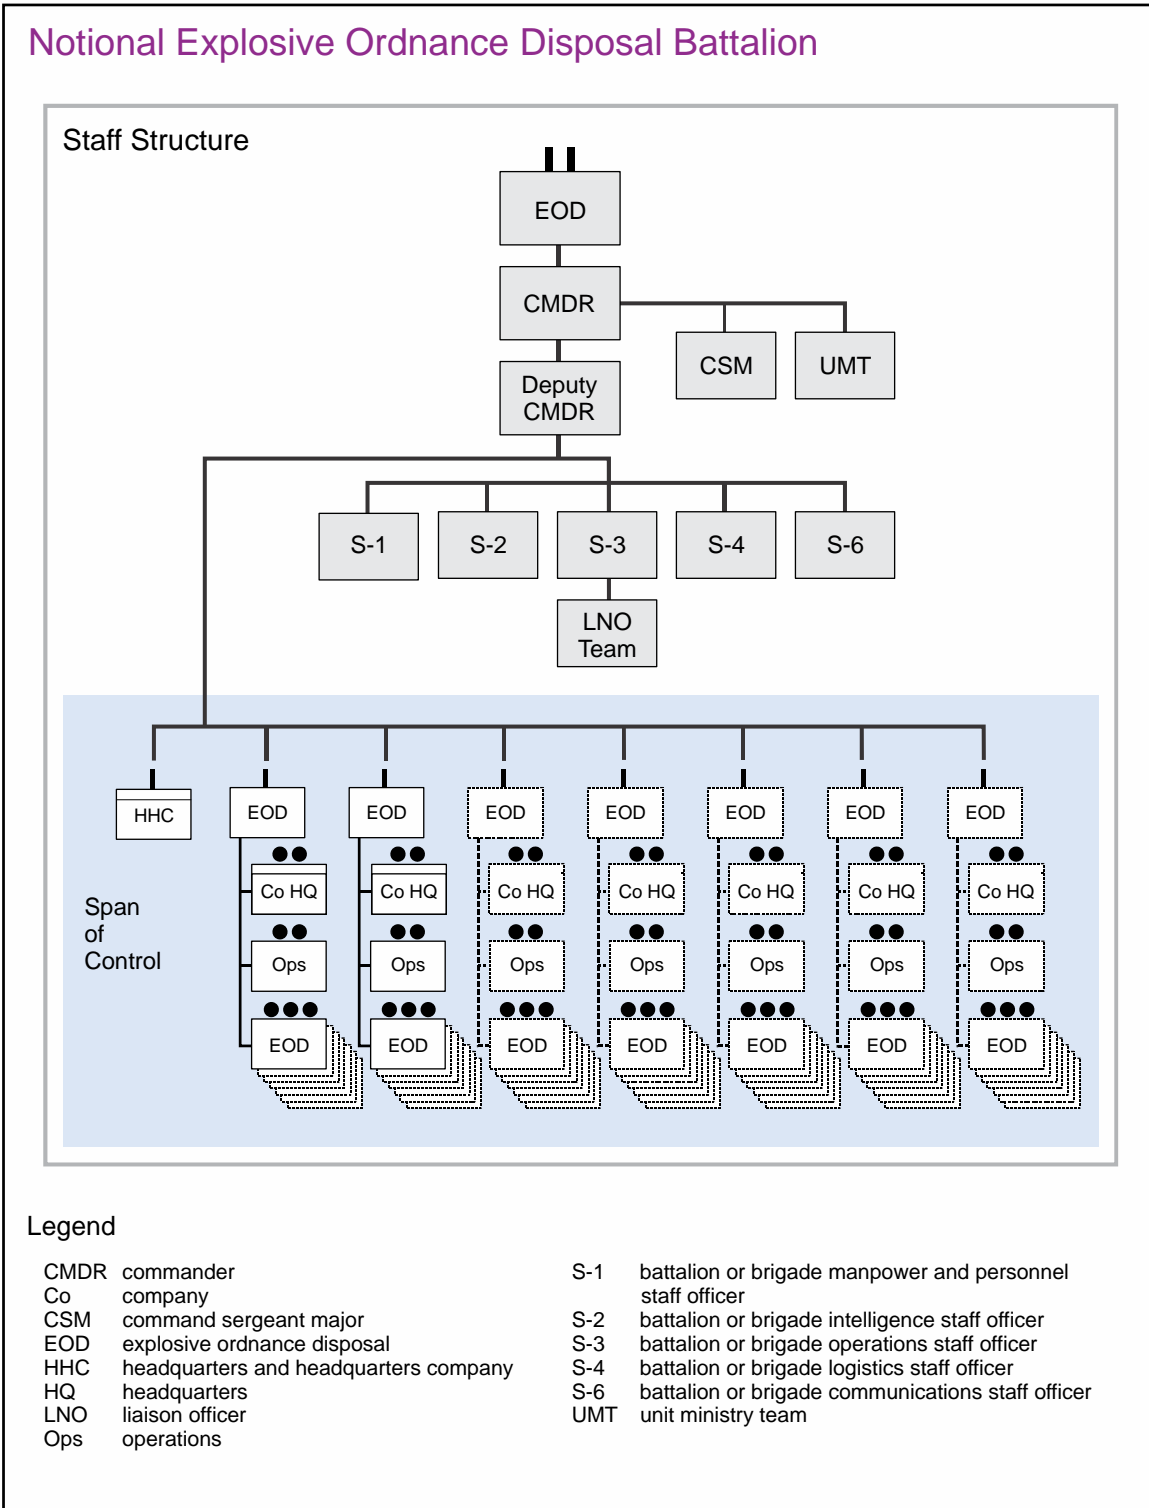 Notional Explosive Ordnance Disposal Battalion
Staff Structure
EOD
CMDR
CSM
UMT
Deputy
CMDR
S-1
S-2
S-3
S-4
S-6
LNO
Team
HHC
EOD
EOD
EOD
EOD
EOD
EOD
EOD
Co HQ
Co HQ
Co HQ
Co HQ
Co HQ
Co HQ
Co HQ
Span
of
Control
Ops
Ops
Ops
Ops
Ops
Ops
Ops
EOD
EOD
EOD
EOD
EOD
EOD
EOD
Legend
CMDR commander
Co company
CSM command sergeant major
EOD explosive ordnance disposal
HHC headquarters and headquarters company
HQ headquarters
LNO liaison officer
Ops operations
S-1 battalion or brigade manpower and personnel
staff officer
S-2 battalion or brigade intelligence staff officer
S-3 battalion or brigade operations staff officer
S-4 battalion or brigade logistics staff officer
S-6 battalion or brigade communications staff officer
UMT unit ministry team